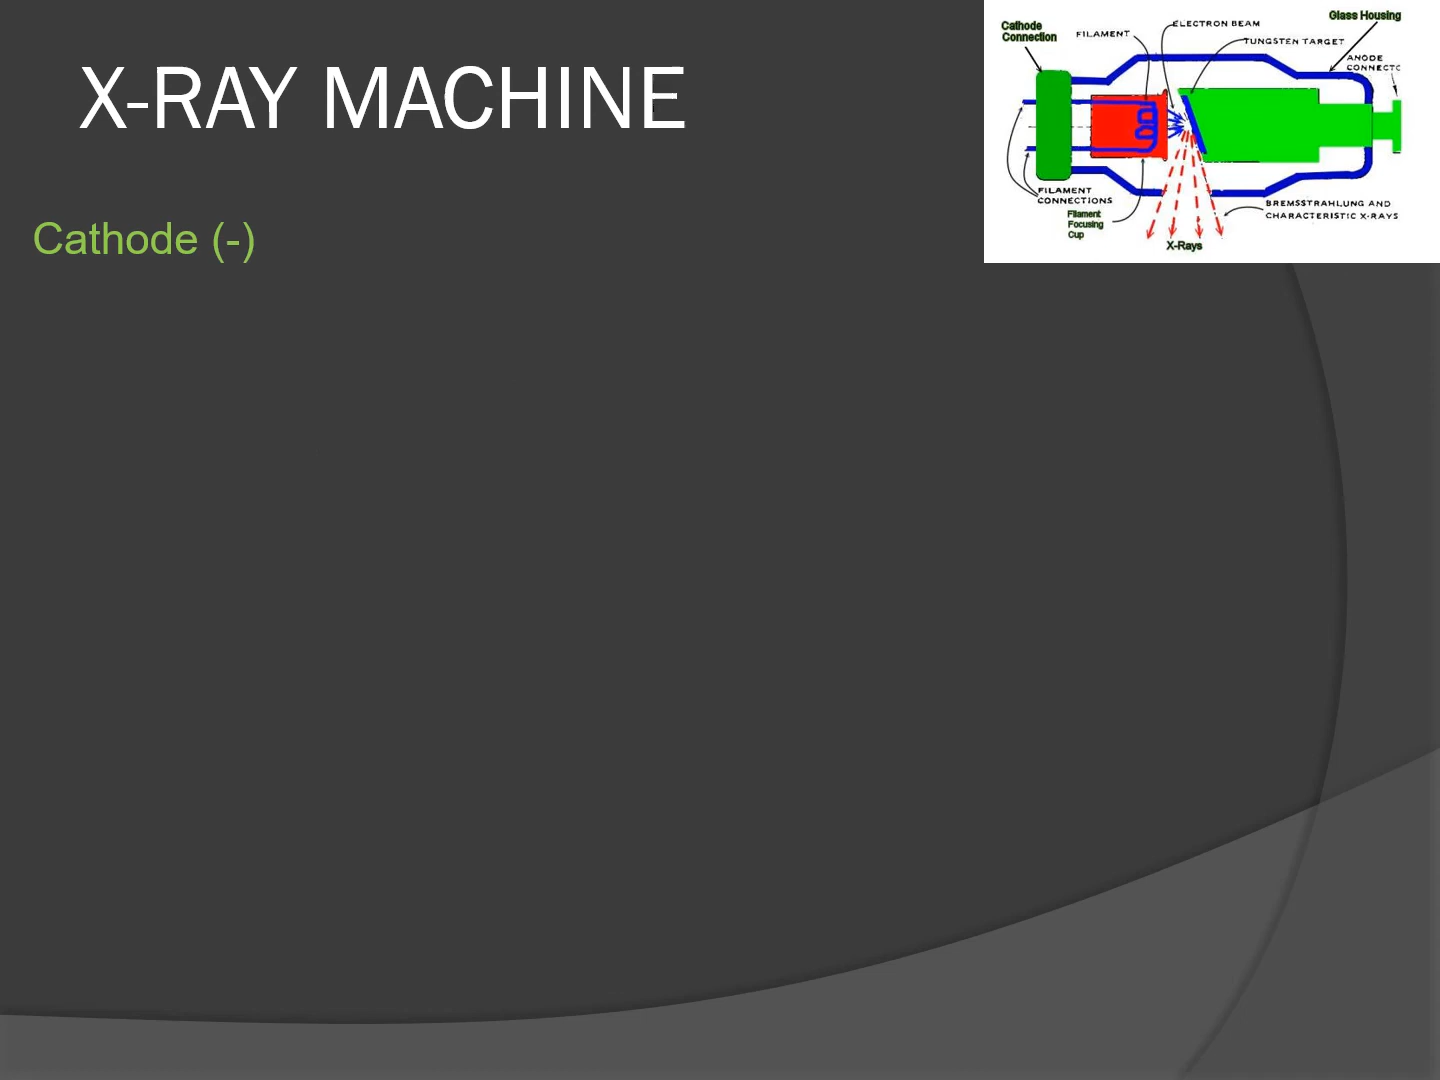 X-RAY MACHINE
Cathode (-)
Cathode
Connection
FILAMENT
ELECTRON BEAM
TUNGSTEN TARGET
Glass Housing
ANODE
CONNECTC
FILAMENT
CONNECTIONS
Filament
Focusing
Cup
X-Rays
BREMSSTRAHLUNG AND
CHARACTERISTIC X-RAYS